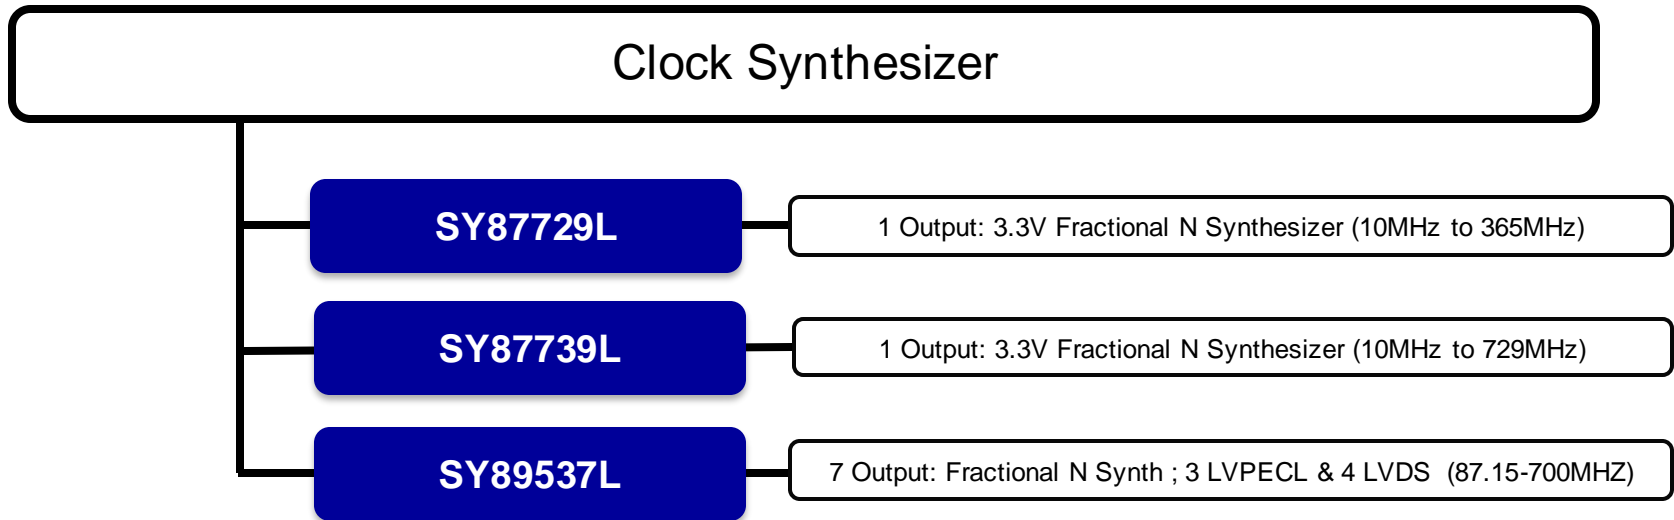 Clock Synthesizer
SY87729L
1 Output: 3.3V Fractional N Synthesizer (10MHz to 365MHz)
SY87739L
1 Output: 3.3V Fractional N Synthesizer (10MHz to 729MHz)
SY89537L
7 Output: Fractional N Synth ; 3 LVPECL & 4 LVDS (87.15-700MHZ)